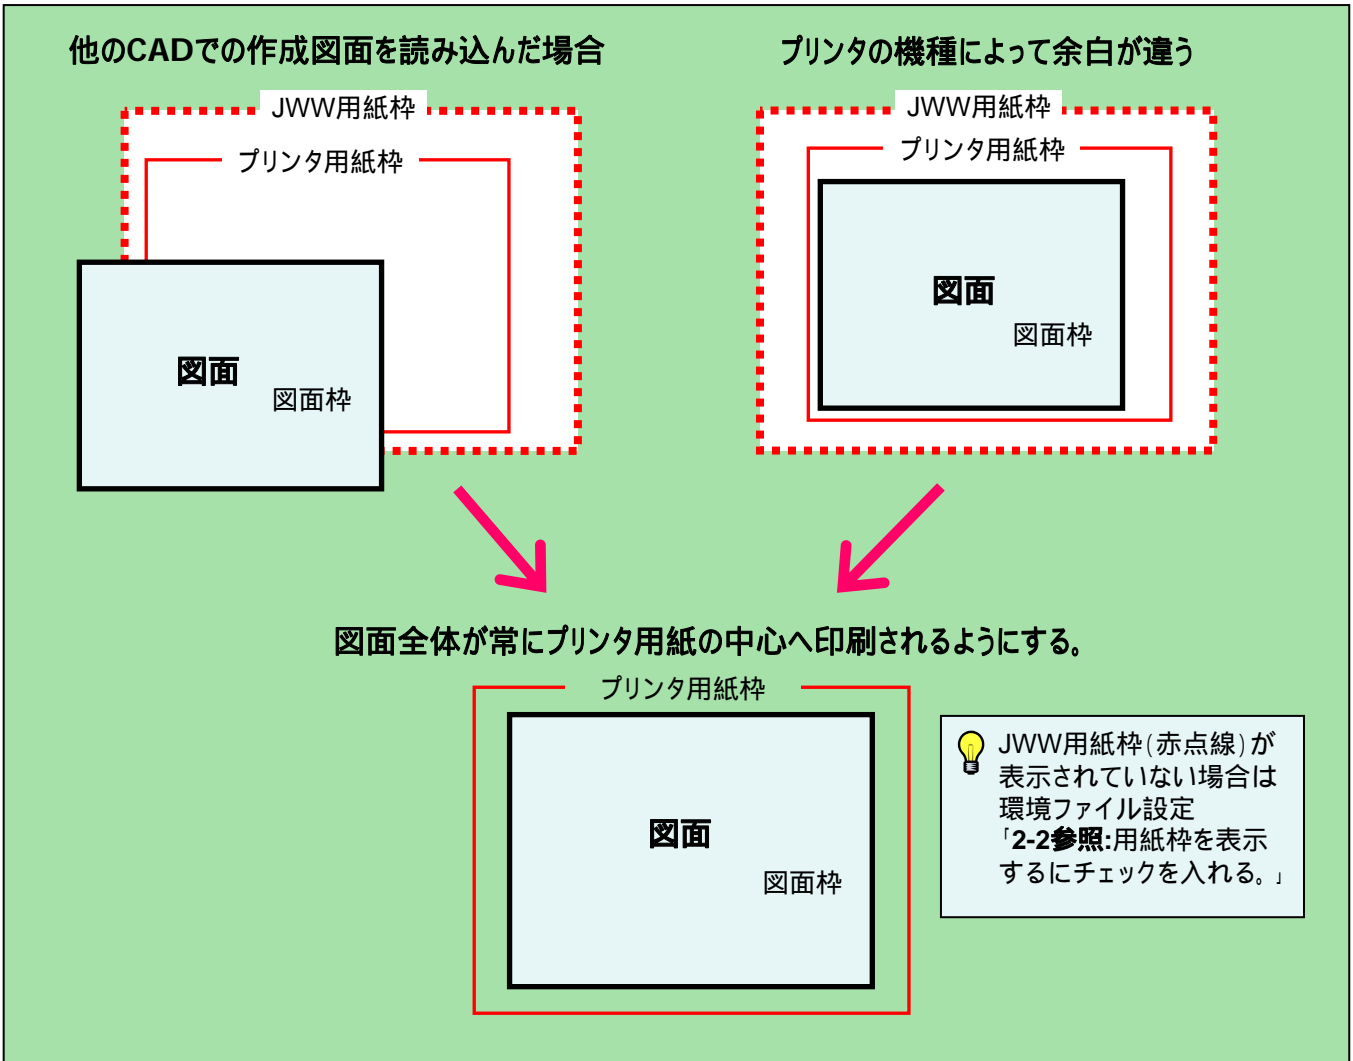 他のCADでの作成図面を読み込んだ場合
JWW用紙枠
プリンタ用紙枠
図面
図面枠
プリンタの機種によって余白が違う
JWW用紙枠
プリンタ用紙枠
図面
図面枠
図面全体が常にプリンタ用紙の中心へ印刷されるようにする。
プリンタ用紙枠
図面
図面枠
JWW用紙枠(赤点線)が
表示されていない場合は
環境ファイル設定
「2-2参照:用紙枠を表示
するにチェックを入れる。」